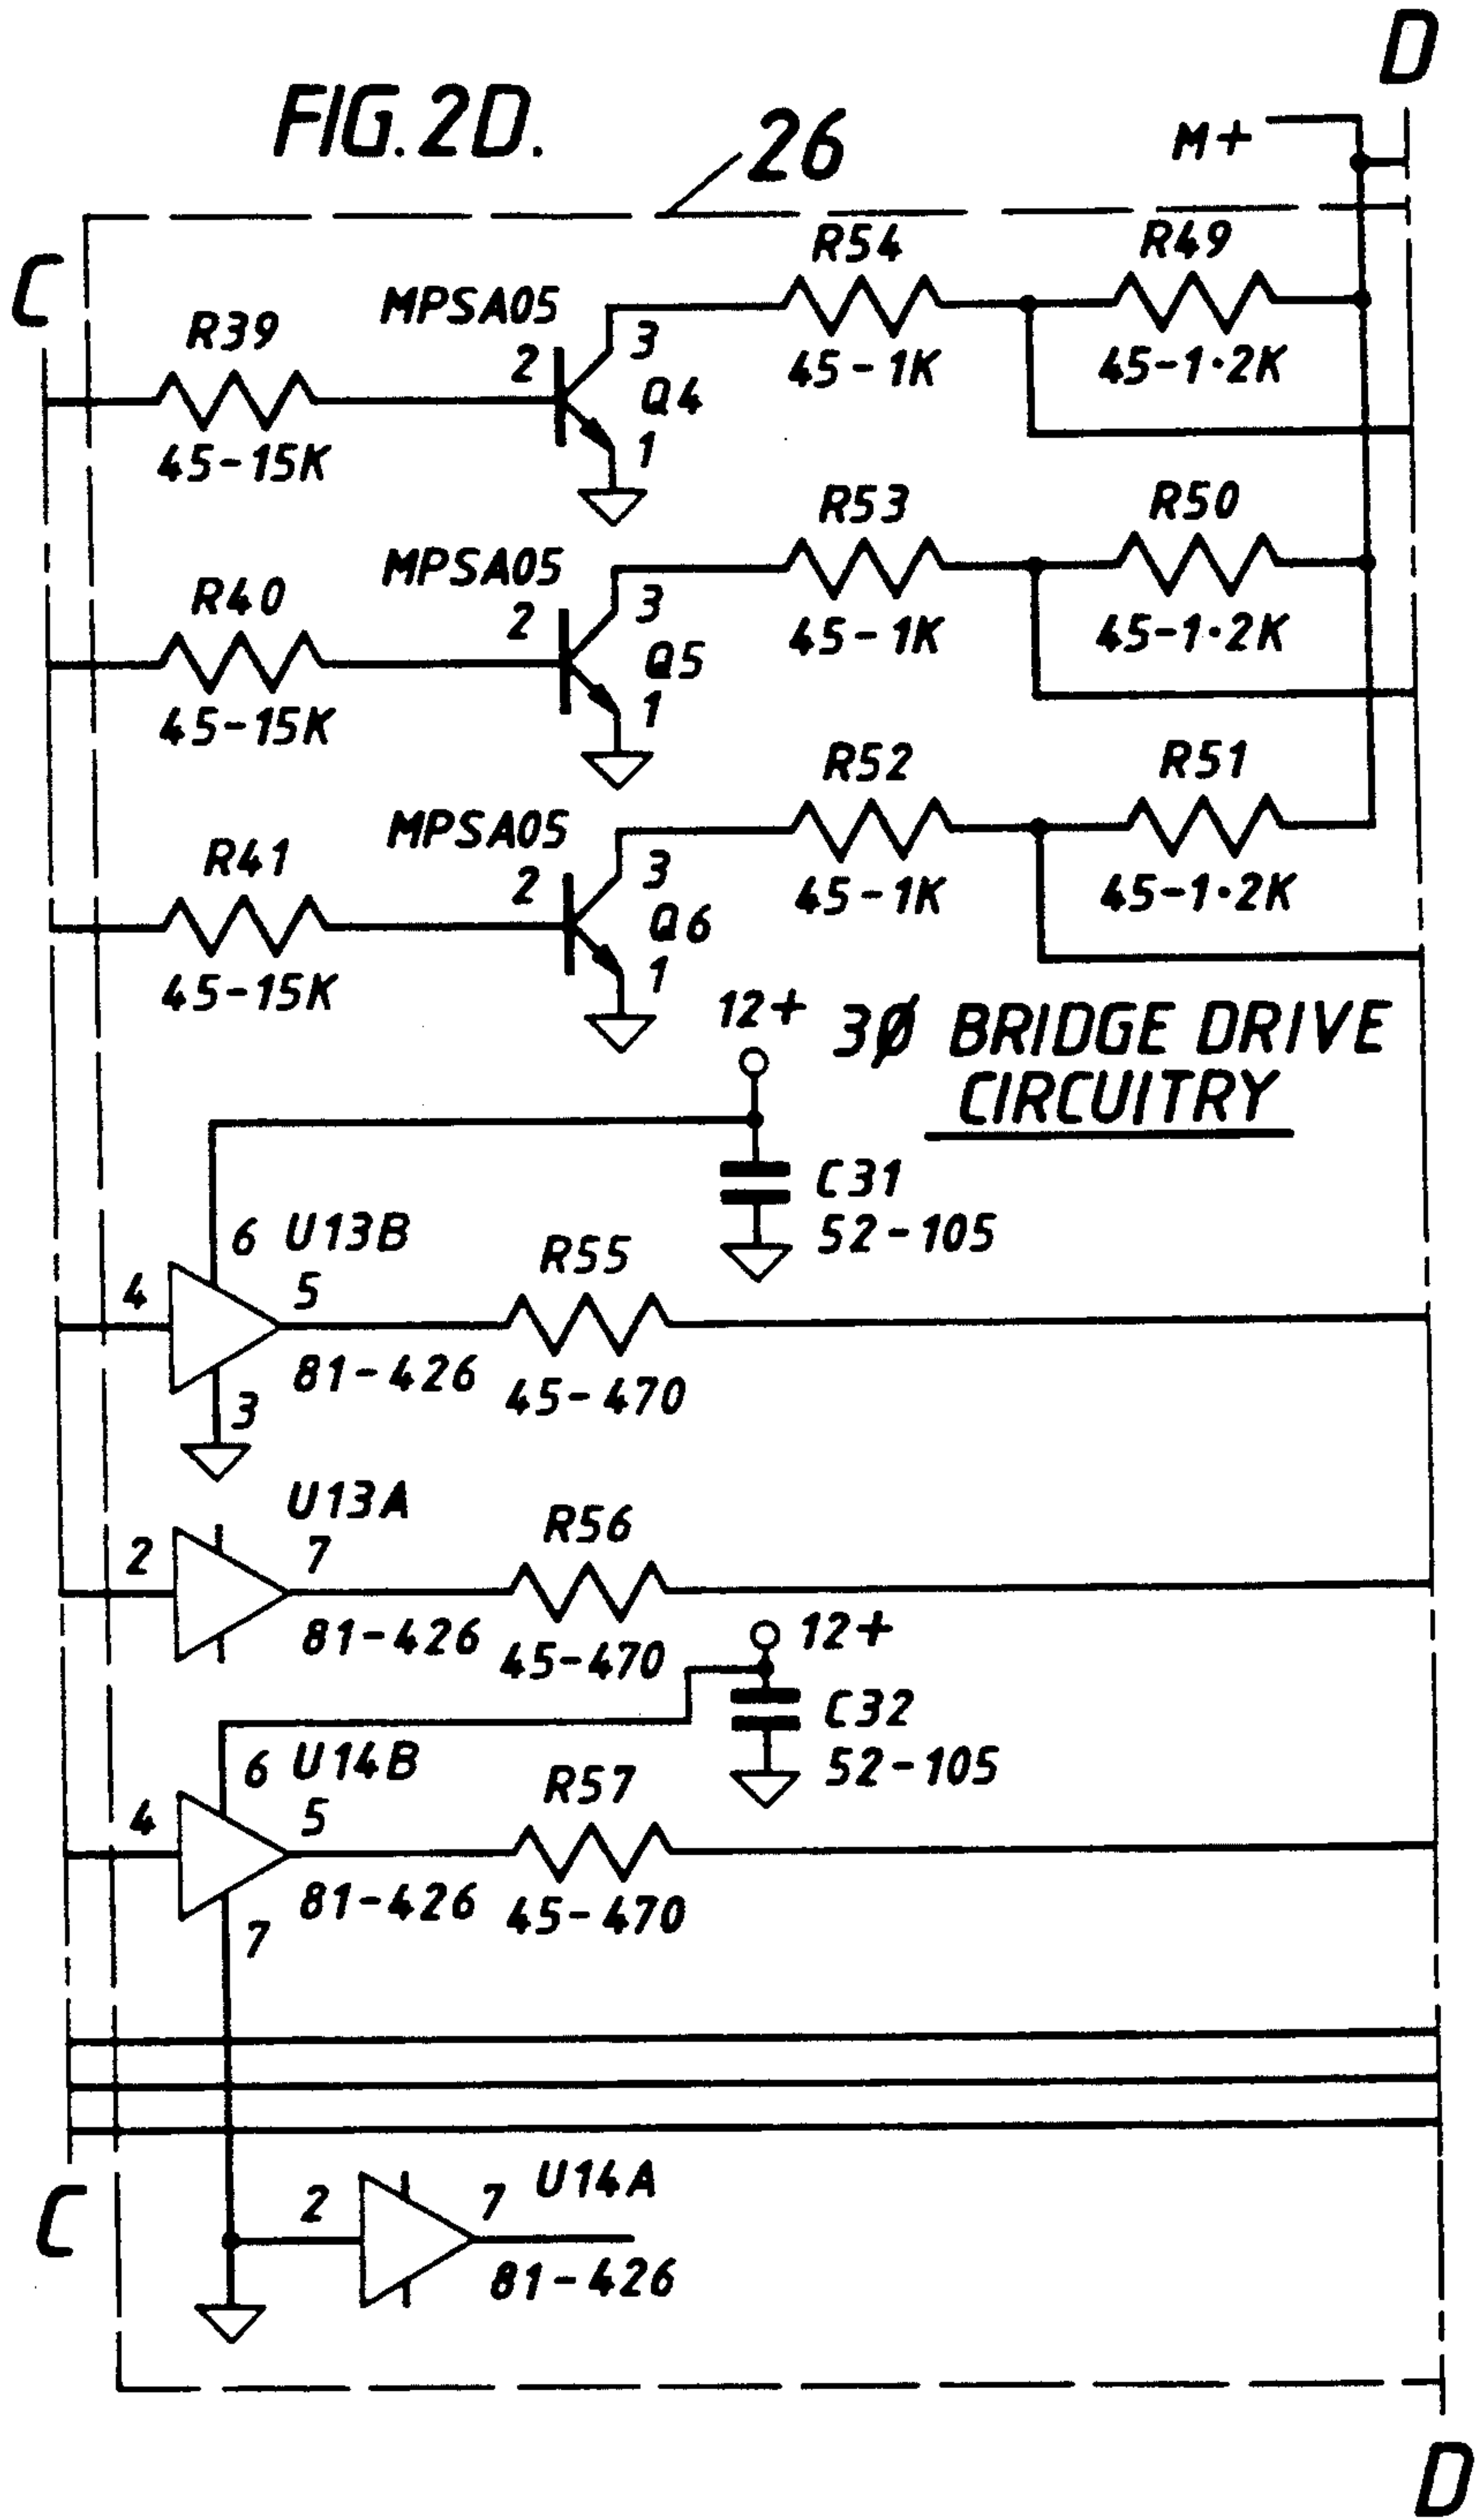 D
FIG. 2D.
26
M+
C
R54
R49
MPSA05
R39
2
3
45-1K
45-1.2K
Q4
45-15K
1
R53
R50
MPSA05
R40
2
3
45-1K
45-1.2K
Q5
45-15K
1
R52
R51
MPSA05
R41
2
3
45-1K
45-1.2K
Q6
45-15K
1
12+
3Ø BRIDGE DRIVE
CIRCUITRY
C31
52-105
6 U13B
R55
4
5
81-426
45-470
3
U13A
R56
2
7
81-426
45-470
12+
C32
52-105
6 U14B
R57
4
5
81-426
45-470
7
C
2
7 U14A
81-426
D